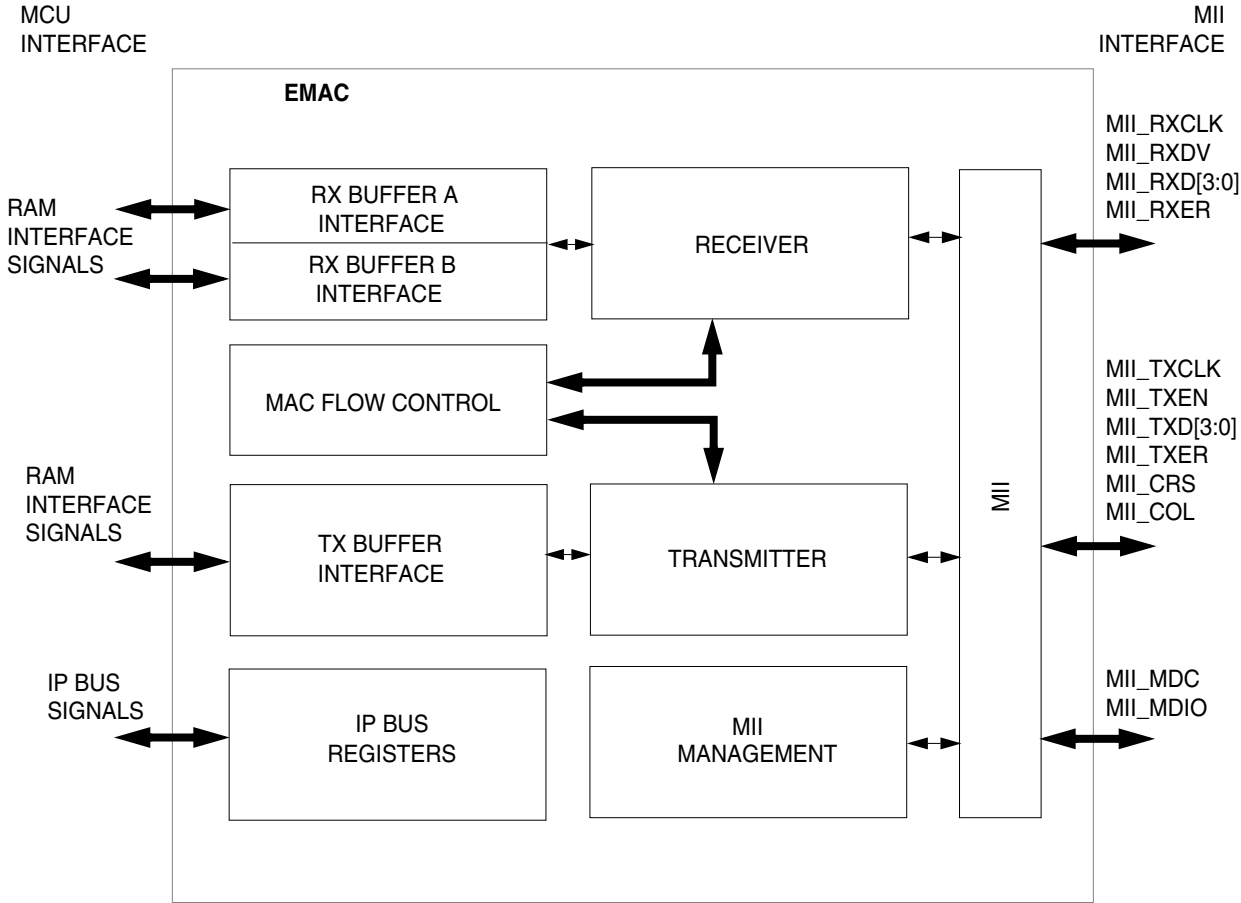 MCU
INTERFACE
MII
INTERFACE
EMAC
RAM
INTERFACE
SIGNALS
RX BUFFER A
INTERFACE
RX BUFFER B
INTERFACE
RECEIVER
MII_RXCLK
MII_RXDV
MII_RXD[3:0]
MII_RXER
MAC FLOW CONTROL
MII_TXCLK
MII_TXEN
MII_TXD[3:0]
MII_TXER
MII_CRS
MII_COL
RAM
INTERFACE
SIGNALS
TX BUFFER
INTERFACE
TRANSMITTER
MII
IP BUS
SIGNALS
IP BUS
REGISTERS
MII
MANAGEMENT
MII_MDC
MII_MDIO